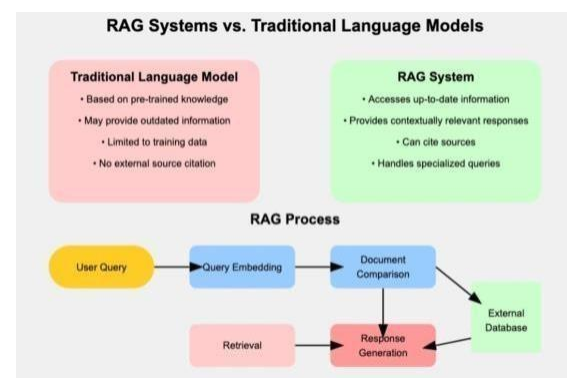 RAG Systems vs. Traditional Language Models
Traditional Language Model
• Based on pre-trained knowledge
• May provide outdated information
• Limited to training data
• No external source citation
RAG System
• Accesses up-to-date information
• Provides contextually relevant responses
• Can cite sources
• Handles specialized queries
RAG Process
User Query
Query Embedding
Document
Comparison
External
Database
Retrieval
Response
Generation